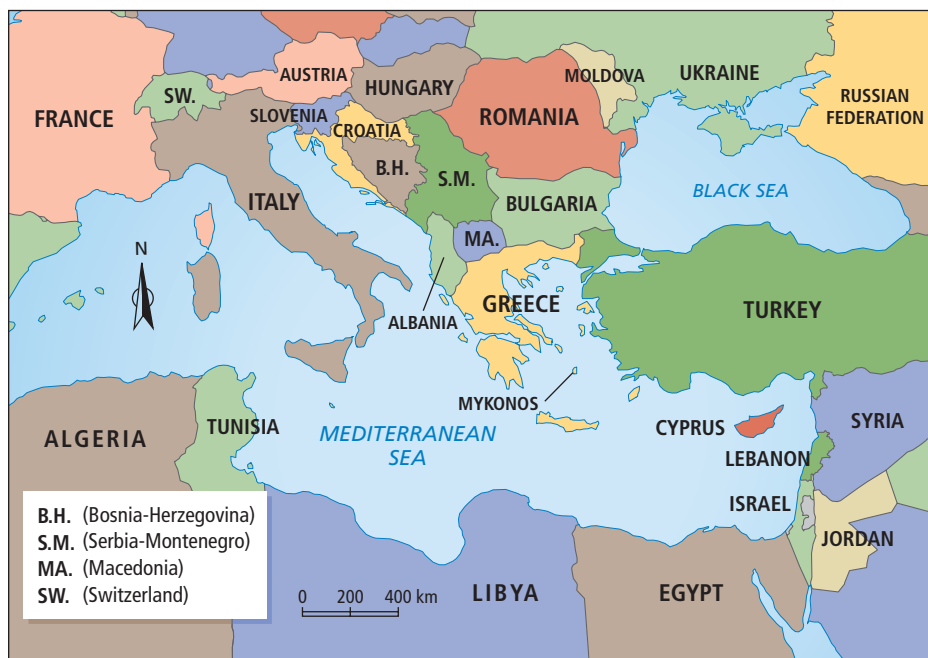 AUSTRIA
HUNGARY
MOLDOVA
UKRAINE
RUSSIAN
FEDERATION
FRANCE
SW.
SLOVENIA
CROATIA
ROMANIA
B.H.
S.M.
ITALY
BULGARIA
BLACK SEA
MA.
N
ALBANIA
GREECE
TURKEY
MYKONOS
ALGERIA
TUNISIA
MEDITERRANEAN
SEA
CYPRUS
SYRIA
LEBANON
ISRAEL
JORDAN
B.H. (Bosnia-Herzegovina)
S.M. (Serbia-Montenegro)
MA. (Macedonia)
SW. (Switzerland)
0 200 400 km
LIBYA
EGYPT